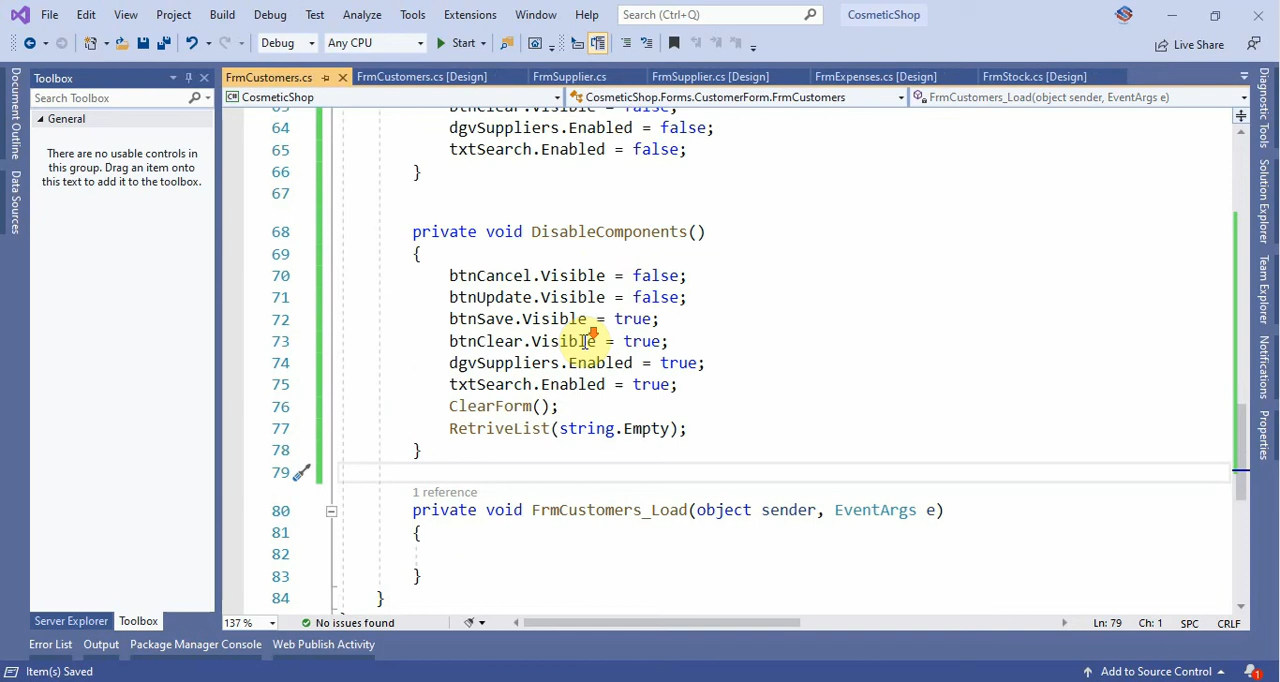 File Edit View Project Build Debug Test Analyze Tools Extensions Window Help Search (Ctrl+Q) CosmeticShop
Debug Any CPU Start Live Share
Toolbox
Search Toolbox
General
There are no usable controls in
this group. Drag an item onto
this text to add it to the toolbox.
Document Outline
Data Sources
FrmCustomers.cs FrmCustomers.cs [Design] FrmSupplier.cs FrmSupplier.cs [Design] FrmExpenses.cs [Design] FrmStock.cs [Design]
CosmeticShop CosmeticShop.Forms.CustomerForm.FrmCustomers FrmCustomers_Load(object sender, EventArgs e)
63 btnClear.Visible = false;
64 dgvSuppliers.Enabled = false;
65 txtSearch.Enabled = false;
66 }
67
68 private void DisableComponents()
69 {
70 btnCancel.Visible = false;
71 btnUpdate.Visible = false;
72 btnSave.Visible = true;
73 btnClear.Visible = true;
74 dgvSuppliers.Enabled = true;
75 txtSearch.Enabled = true;
76 ClearForm();
77 RetriveList(string.Empty);
78 }
79
1 reference
80 private void FrmCustomers_Load(object sender, EventArgs e)
81 {
82
83 }
84 }
Diagnostic Tools
Solution Explorer
Team Explorer
Notifications
Properties
Server Explorer Toolbox
137 % No issues found Ln: 79 Ch: 1 SPC CRLF
Error List Output Package Manager Console Web Publish Activity
Item(s) Saved Add to Source Control 1